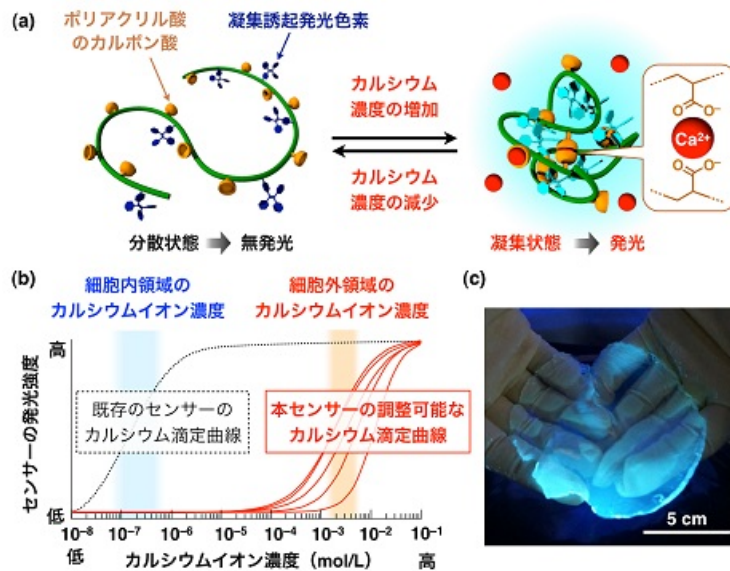 (a)
ポリアクリル酸
のカルボン酸
凝集誘起発光色素
カルシウム
濃度の増加
カルシウム
濃度の減少
O
O⁻
Ca²⁺
O
O⁻
分散状態 無発光
凝集状態 発光
(b)
細胞内領域の
カルシウムイオン濃度
細胞外領域の
カルシウムイオン濃度
高
センサーの発光強度
低
既存のセンサーの
カルシウム滴定曲線
本センサーの調整可能な
カルシウム滴定曲線
10⁻⁸ 10⁻⁷ 10⁻⁶ 10⁻⁵ 10⁻⁴ 10⁻³ 10⁻² 10⁻¹
低 カルシウムイオン濃度（mol/L） 高
(c)
5 cm